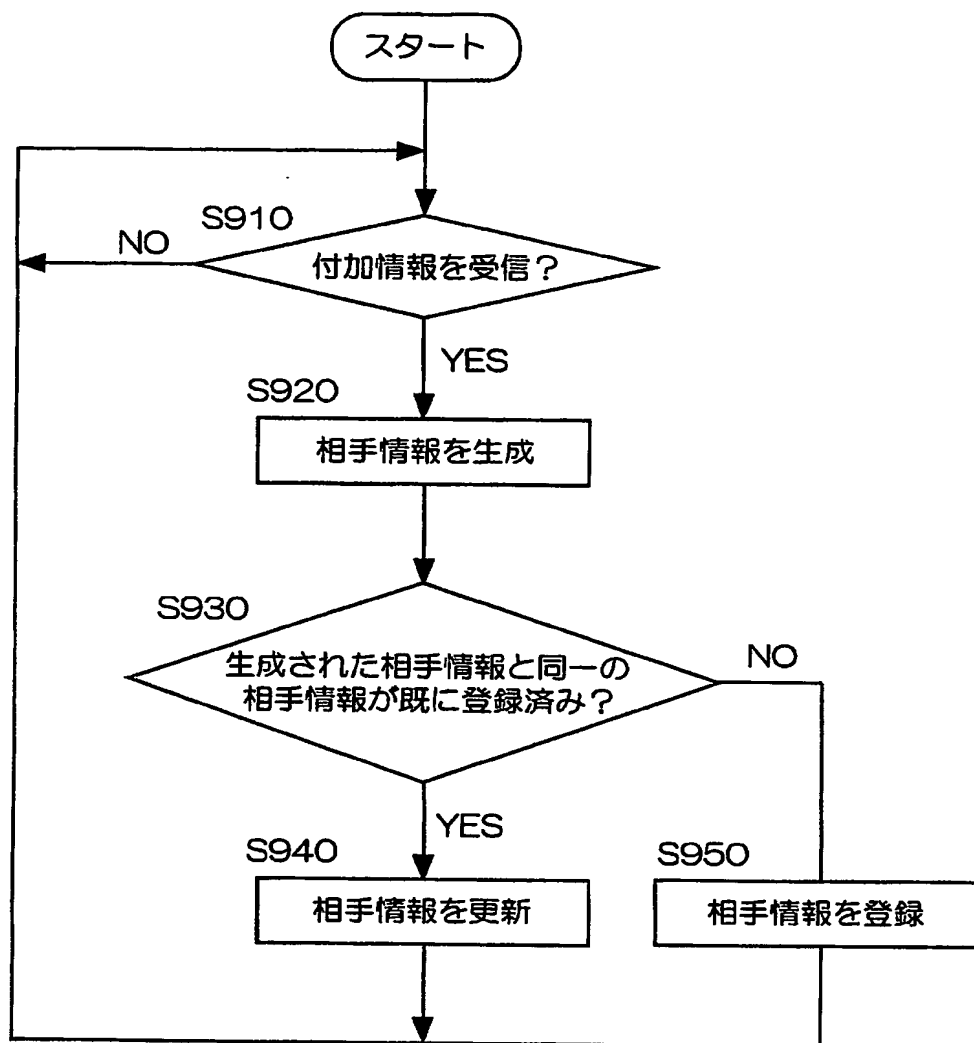 スタート
S910
NO
付加情報を受信？
YES
S920
相手情報を生成
S930
生成された相手情報と同一の
相手情報が既に登録済み？
NO
YES
S940
相手情報を更新
S950
相手情報を登録